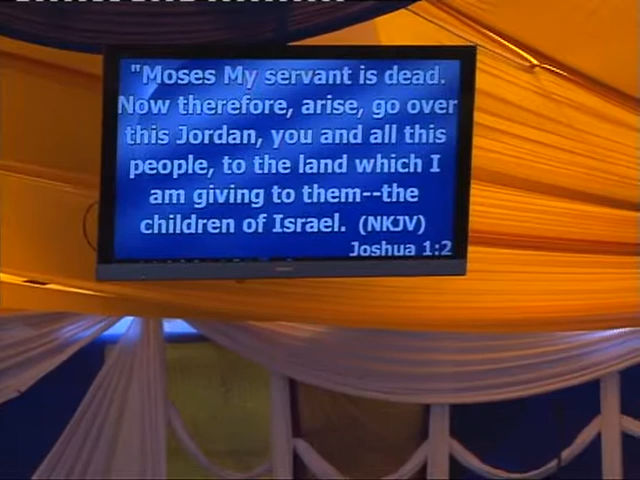 "Moses My servant is dead.
Now therefore, arise, go over
this Jordan, you and all this
people, to the land which I
am giving to them--the
children of Israel. (NKJV)
Joshua 1:2